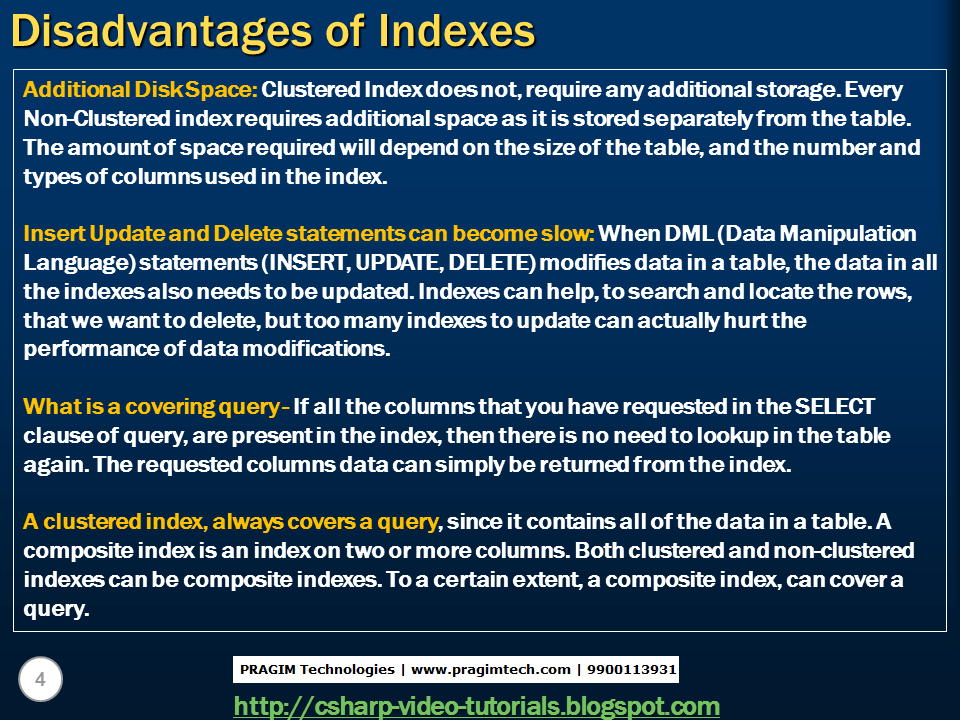 Disadvantages of Indexes
Additional Disk Space: Clustered Index does not, require any additional storage. Every
Non-Clustered index requires additional space as it is stored separately from the table.
The amount of space required will depend on the size of the table, and the number and
types of columns used in the index.
Insert Update and Delete statements can become slow: When DML (Data Manipulation
Language) statements (INSERT, UPDATE, DELETE) modifies data in a table, the data in all
the indexes also needs to be updated. Indexes can help, to search and locate the rows,
that we want to delete, but too many indexes to update can actually hurt the
performance of data modifications.
What is a covering query - If all the columns that you have requested in the SELECT
clause of query, are present in the index, then there is no need to lookup in the table
again. The requested columns data can simply be returned from the index.
A clustered index, always covers a query, since it contains all of the data in a table. A
composite index is an index on two or more columns. Both clustered and non-clustered
indexes can be composite indexes. To a certain extent, a composite index, can cover a
query.
4
PRAGIM Technologies | www.pragimtech.com | 9900113931
http://csharp-video-tutorials.blogspot.com